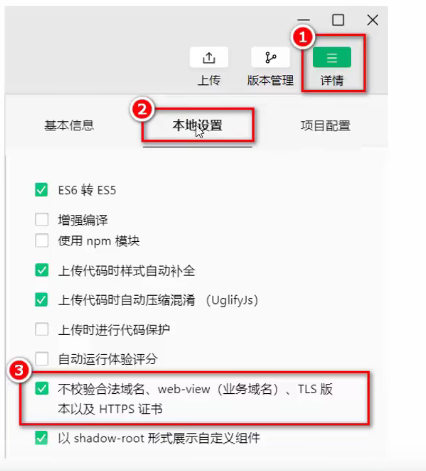 1
上传
版本管理
详情
2
基本信息
本地设置
项目配置
ES6 转 ES5
增强编译
使用 npm 模块
上传代码时样式自动补全
上传代码时自动压缩混淆 （UglifyJs）
上传时进行代码保护
自动运行体验评分
3
不校验合法域名、web-view（业务域名）、TLS 版
本以及 HTTPS 证书
以 shadow-root 形式展示自定义组件